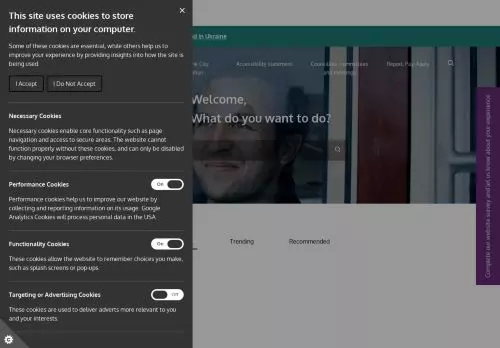 This site uses cookies to store
information on your computer.
Some of these cookies are essential, while others help us to
improve your experience by providing insights into how the site is
being used.
I Accept
I Do Not Accept
Necessary Cookies
Necessary cookies enable core functionality such as page
navigation and access to secure areas. The website cannot
function properly without these cookies, and can only be disabled
by changing your browser preferences.
Performance Cookies
On
Performance cookies help us to improve our website by
collecting and reporting information on its usage. Google
Analytics Cookies will process personal data in the USA
Functionality Cookies
On
These cookies allow the website to remember choices you make,
such as splash screens or pop ups.
Targeting or Advertising Cookies
Off
These cookies are used to deliver adverts more relevant to you
and your interests.
in Ukraine
City
Accessibility statement
Councillors, committees
and meetings
Report, Pay, Apply
Welcome,
What do you want to do?
Trending
Recommended
Complete our website survey and let us know about your experience